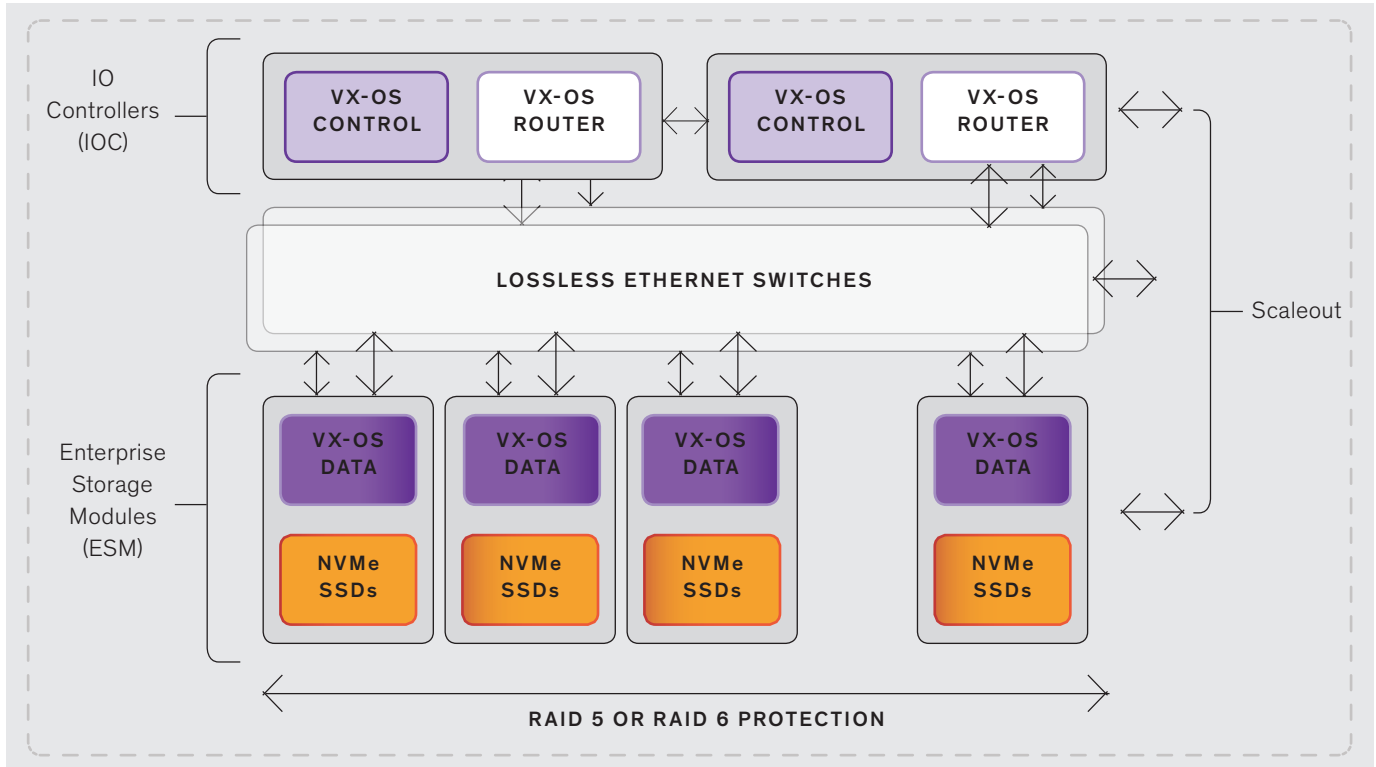 IO
Controllers
(IOC)
VX-OS
CONTROL
VX-OS
ROUTER
VX-OS
CONTROL
VX-OS
ROUTER
LOSSLESS ETHERNET SWITCHES
Scaleout
Enterprise
Storage
Modules
(ESM)
VX-OS
DATA
NVMe
SSDs
VX-OS
DATA
NVMe
SSDs
VX-OS
DATA
NVMe
SSDs
VX-OS
DATA
NVMe
SSDs
RAID 5 OR RAID 6 PROTECTION